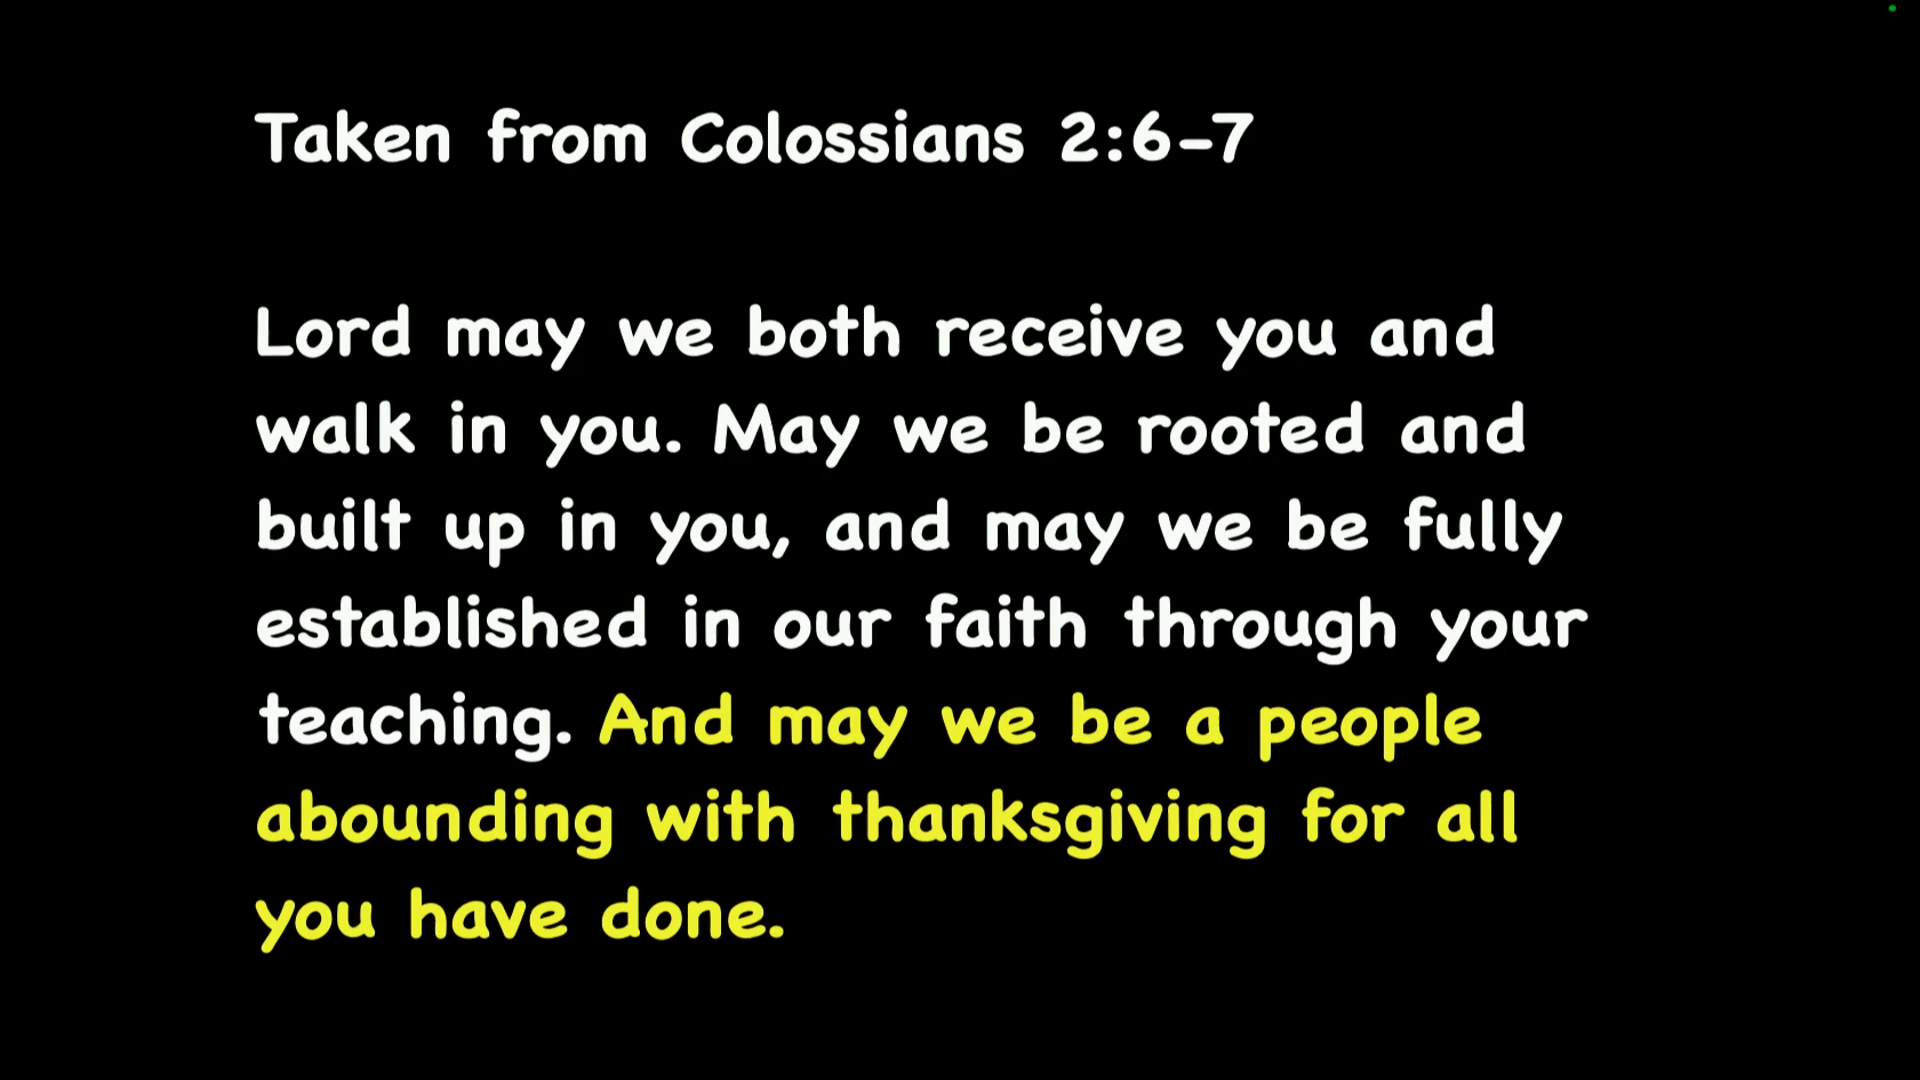 Taken from Colossians 2:6-7
Lord may we both receive you and
walk in you. May we be rooted and
built up in you, and may we be fully
established in our faith through your
teaching. And may we be a people
abounding with thanksgiving for all
you have done.